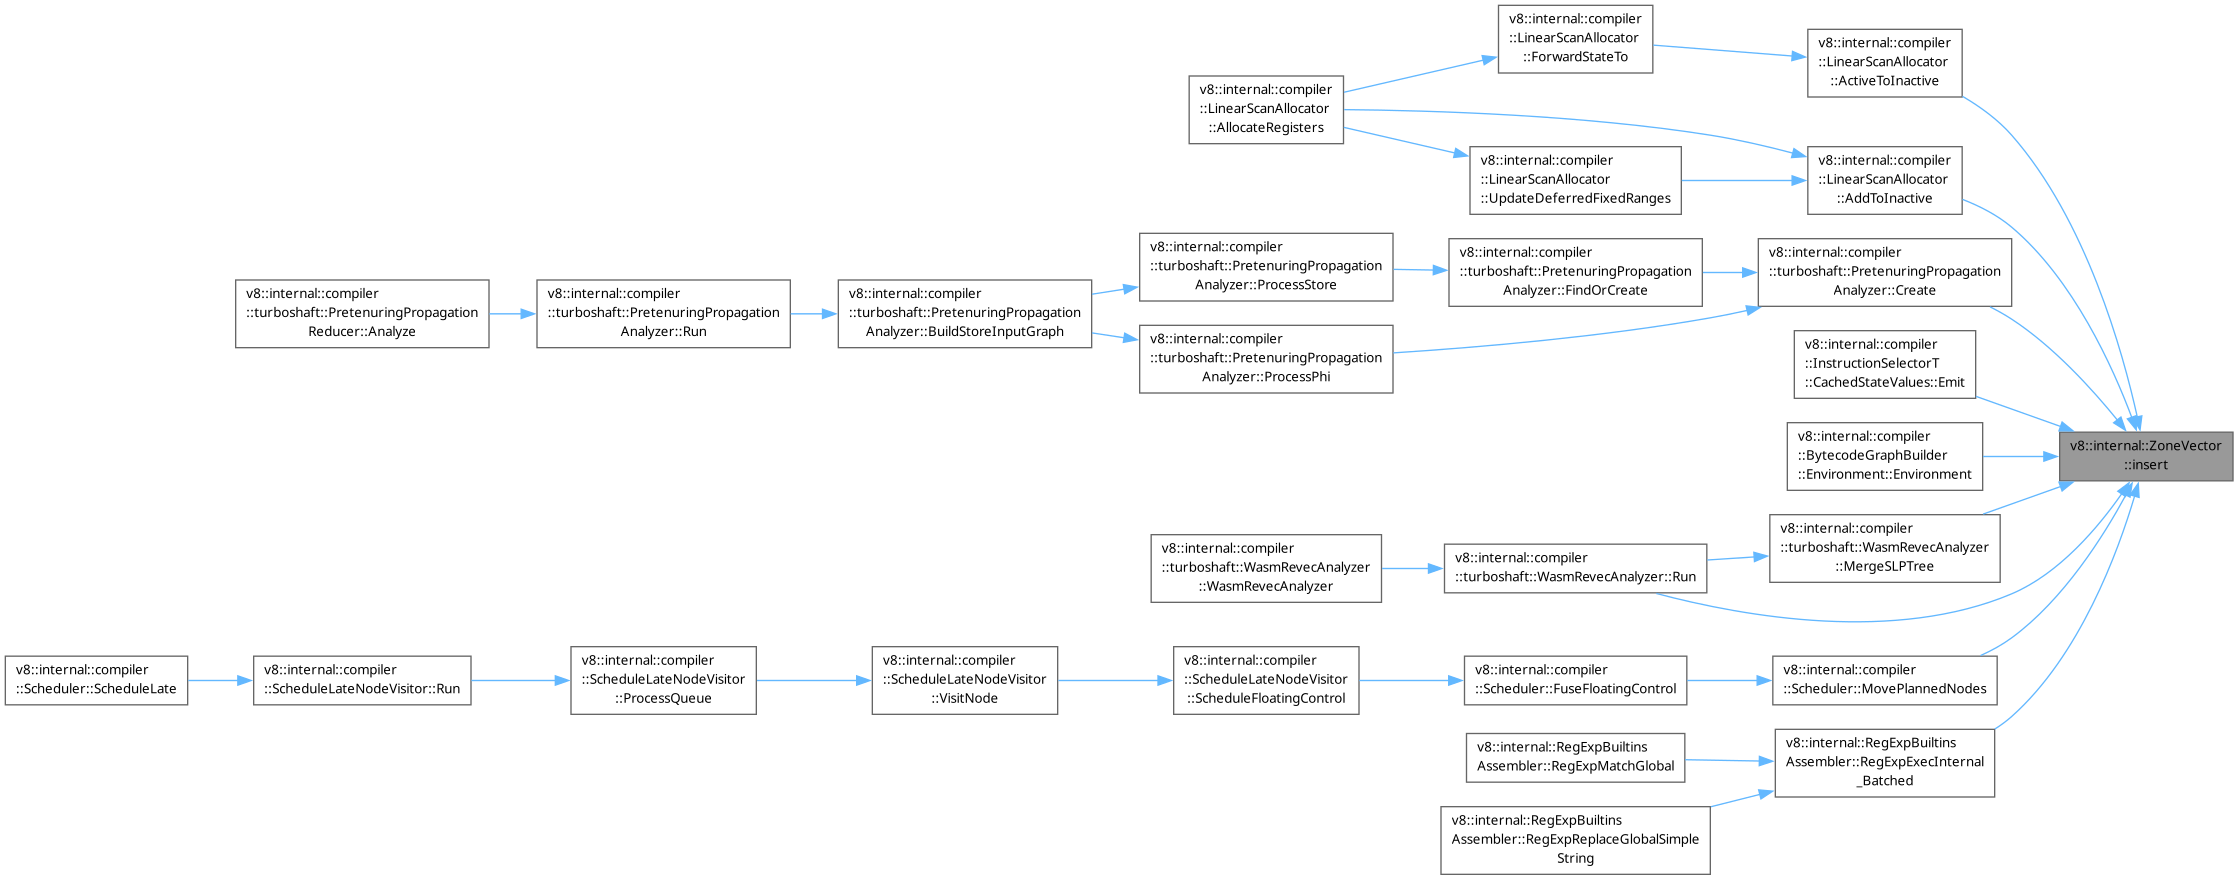 v8::internal::compiler
::LinearScanAllocator
::ForwardStateTo
v8::internal::compiler
::LinearScanAllocator
::ActiveToInactive
v8::internal::compiler
::LinearScanAllocator
::AllocateRegisters
v8::internal::compiler
::LinearScanAllocator
::UpdateDeferredFixedRanges
v8::internal::compiler
::LinearScanAllocator
::AddToInactive
v8::internal::compiler
::turboshaft::PretenuringPropagation
Reducer::Analyze
v8::internal::compiler
::turboshaft::PretenuringPropagation
Analyzer::Run
v8::internal::compiler
::turboshaft::PretenuringPropagation
Analyzer::BuildStoreInputGraph
v8::internal::compiler
::turboshaft::PretenuringPropagation
Analyzer::ProcessStore
v8::internal::compiler
::turboshaft::PretenuringPropagation
Analyzer::FindOrCreate
v8::internal::compiler
::turboshaft::PretenuringPropagation
Analyzer::Create
v8::internal::compiler
::turboshaft::PretenuringPropagation
Analyzer::ProcessPhi
v8::internal::compiler
::InstructionSelectorT
::CachedStateValues::Emit
v8::internal::compiler
::BytecodeGraphBuilder
::Environment::Environment
v8::internal::ZoneVector
::insert
v8::internal::compiler
::turboshaft::WasmRevecAnalyzer
::WasmRevecAnalyzer
v8::internal::compiler
::turboshaft::WasmRevecAnalyzer::Run
v8::internal::compiler
::turboshaft::WasmRevecAnalyzer
::MergeSLPTree
v8::internal::compiler
::Scheduler::ScheduleLate
v8::internal::compiler
::ScheduleLateNodeVisitor::Run
v8::internal::compiler
::ScheduleLateNodeVisitor
::ProcessQueue
v8::internal::compiler
::ScheduleLateNodeVisitor
::VisitNode
v8::internal::compiler
::ScheduleLateNodeVisitor
::ScheduleFloatingControl
v8::internal::compiler
::Scheduler::FuseFloatingControl
v8::internal::compiler
::Scheduler::MovePlannedNodes
v8::internal::RegExpBuiltins
Assembler::RegExpMatchGlobal
v8::internal::RegExpBuiltins
Assembler::RegExpExecInternal
_Batched
v8::internal::RegExpBuiltins
Assembler::RegExpReplaceGlobalSimple
String